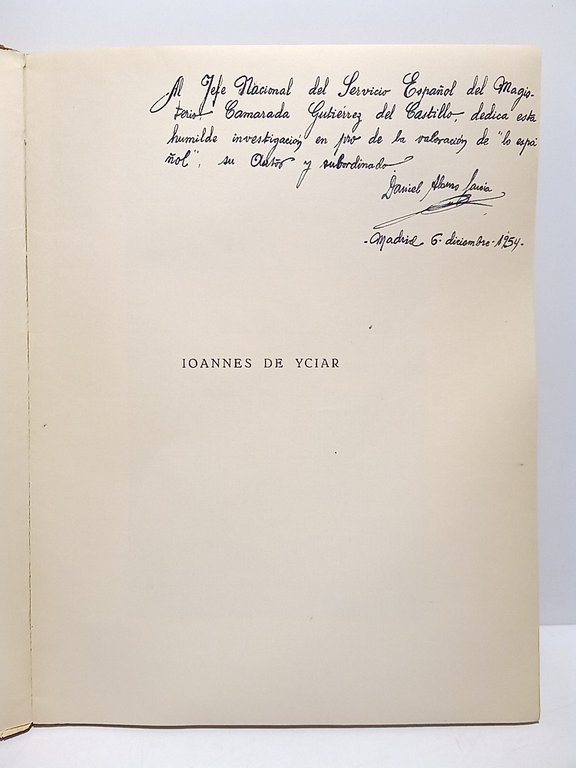 Al Jefe Nacional del Servicio Español del Magis-
terio Camarada Gutiérrez del Castillo, dedica esta
humilde investigación en pro de la valoración de "lo espa-
ñol", su Autor y subordinado
Daniel Alonso García
- Madrid 6· diciembre · 1954 -
IOANNES DE YCIAR